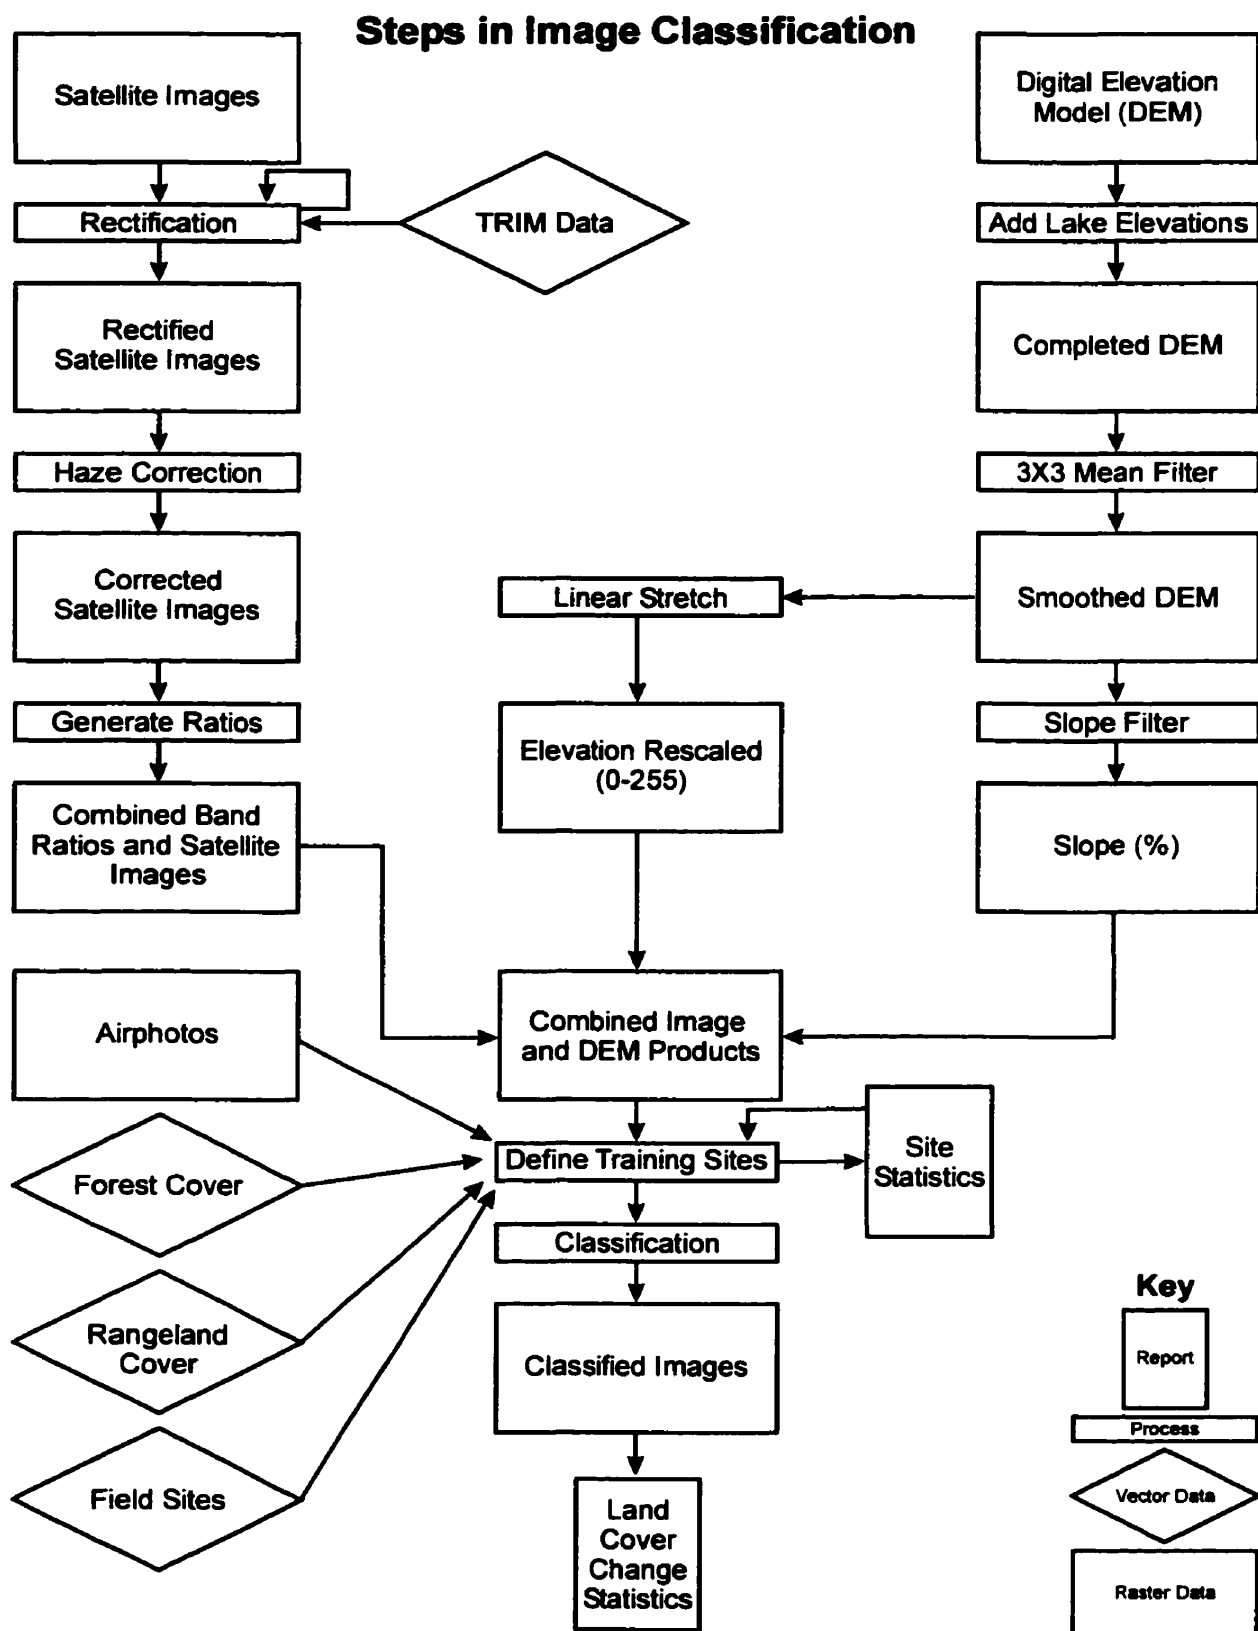 Steps in Image Classification
Satellite Images
Rectification
TRIM Data
Rectified
Satellite Images
Haze Correction
Corrected
Satellite Images
Generate Ratios
Combined Band
Ratios and Satellite
Images
Digital Elevation
Model (DEM)
Add Lake Elevations
Completed DEM
3X3 Mean Filter
Smoothed DEM
Linear Stretch
Elevation Rescaled
(0-255)
Slope Filter
Slope (%)
Combined Image
and DEM Products
Airphotos
Forest Cover
Rangeland
Cover
Field Sites
Define Training Sites
Site
Statistics
Classification
Classified Images
Land
Cover
Change
Statistics
Key
Report
Process
Vector Data
Raster Data